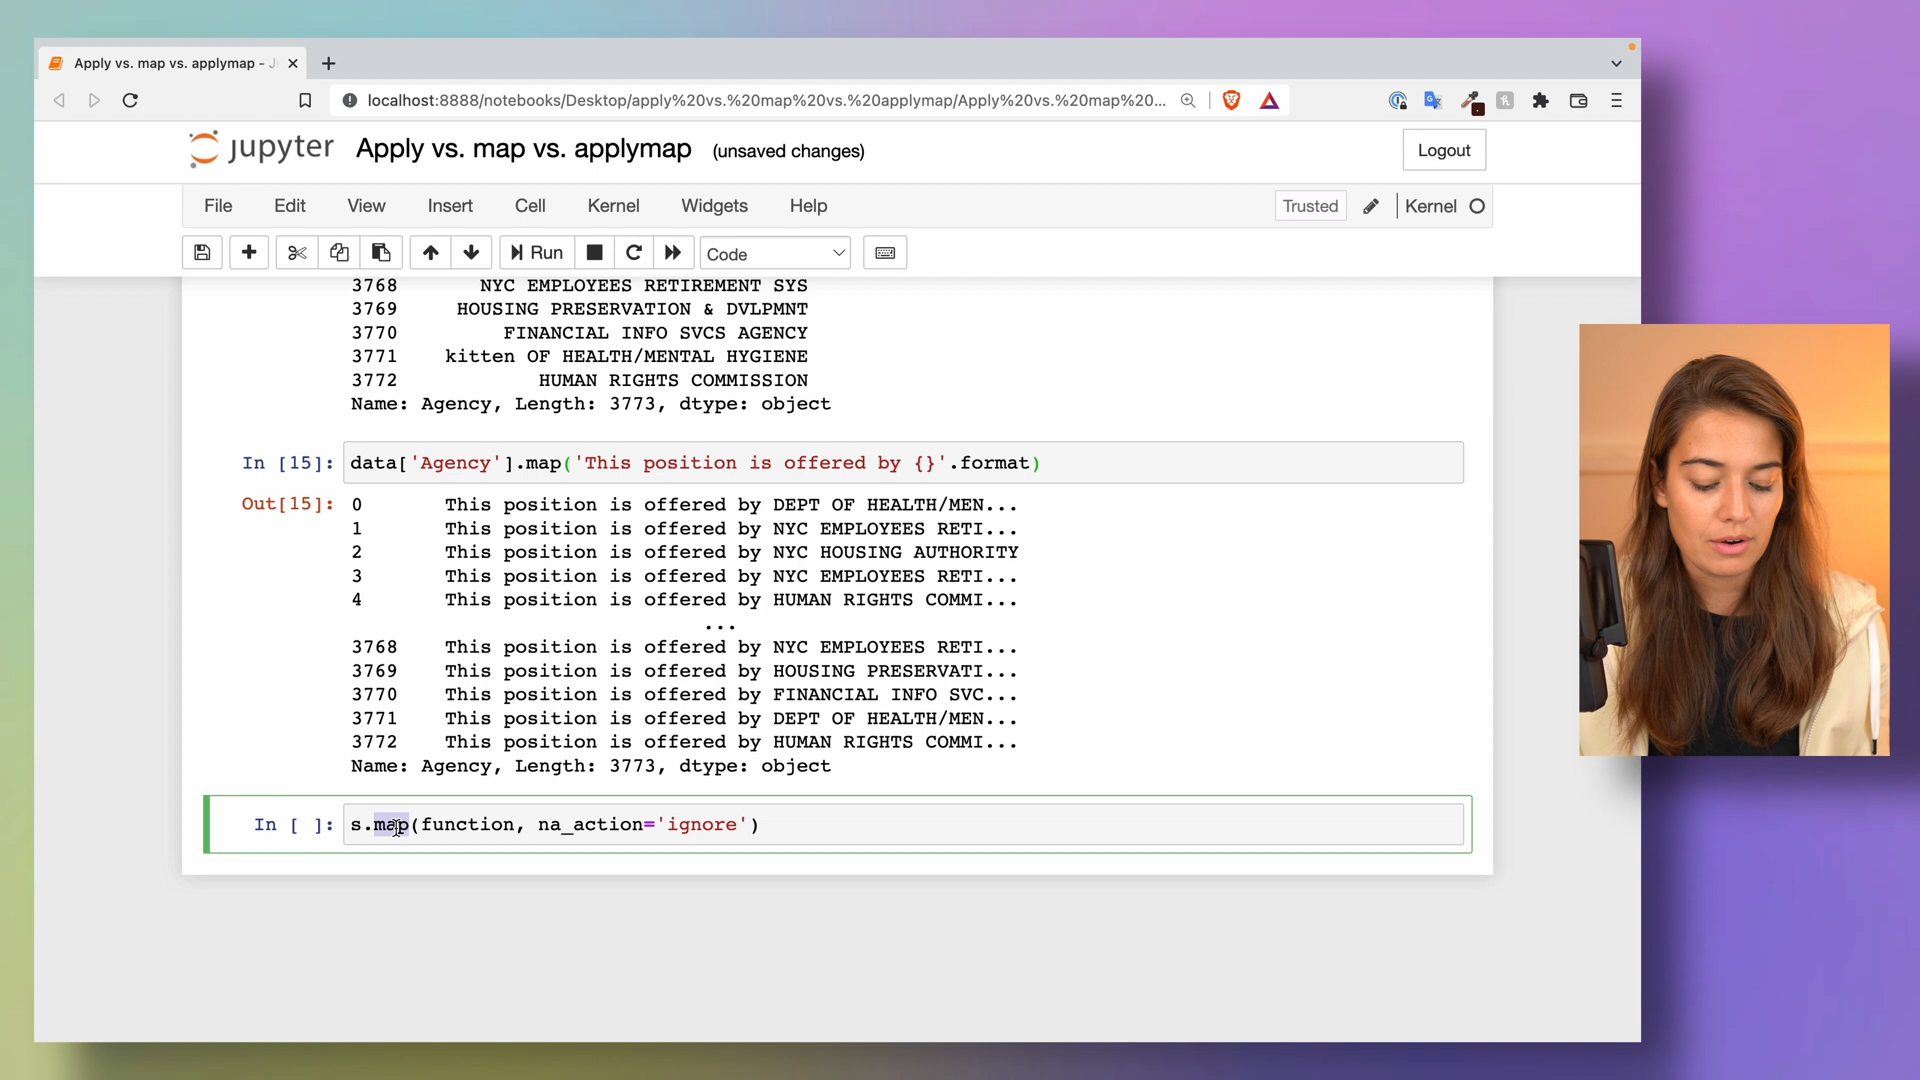 Apply vs. map vs. applymap - J
localhost:8888/notebooks/Desktop/apply%20vs.%20map%20vs.%20applymap/Apply%20vs.%20map%20...
jupyter Apply vs. map vs. applymap (unsaved changes) Logout
File Edit View Insert Cell Kernel Widgets Help Trusted Kernel
Run Code
3768 NYC EMPLOYEES RETIREMENT SYS
3769 HOUSING PRESERVATION & DVLPMNT
3770 FINANCIAL INFO SVCS AGENCY
3771 kitten OF HEALTH/MENTAL HYGIENE
3772 HUMAN RIGHTS COMMISSION
Name: Agency, Length: 3773, dtype: object
In [15]: data['Agency'].map('This position is offered by {}'.format)
Out[15]: 0 This position is offered by DEPT OF HEALTH/MEN...
1 This position is offered by NYC EMPLOYEES RETI...
2 This position is offered by NYC HOUSING AUTHORITY
3 This position is offered by NYC EMPLOYEES RETI...
4 This position is offered by HUMAN RIGHTS COMMI...
...
3768 This position is offered by NYC EMPLOYEES RETI...
3769 This position is offered by HOUSING PRESERVATI...
3770 This position is offered by FINANCIAL INFO SVC...
3771 This position is offered by DEPT OF HEALTH/MEN...
3772 This position is offered by HUMAN RIGHTS COMMI...
Name: Agency, Length: 3773, dtype: object
In [ ]: s.map(function, na_action='ignore')